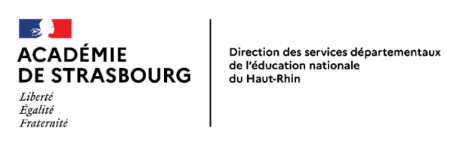 ACADÉMIE
DE STRASBOURG
Liberté
Égalité
Fraternité
Direction des services départementaux
de l'éducation nationale
du Haut-Rhin